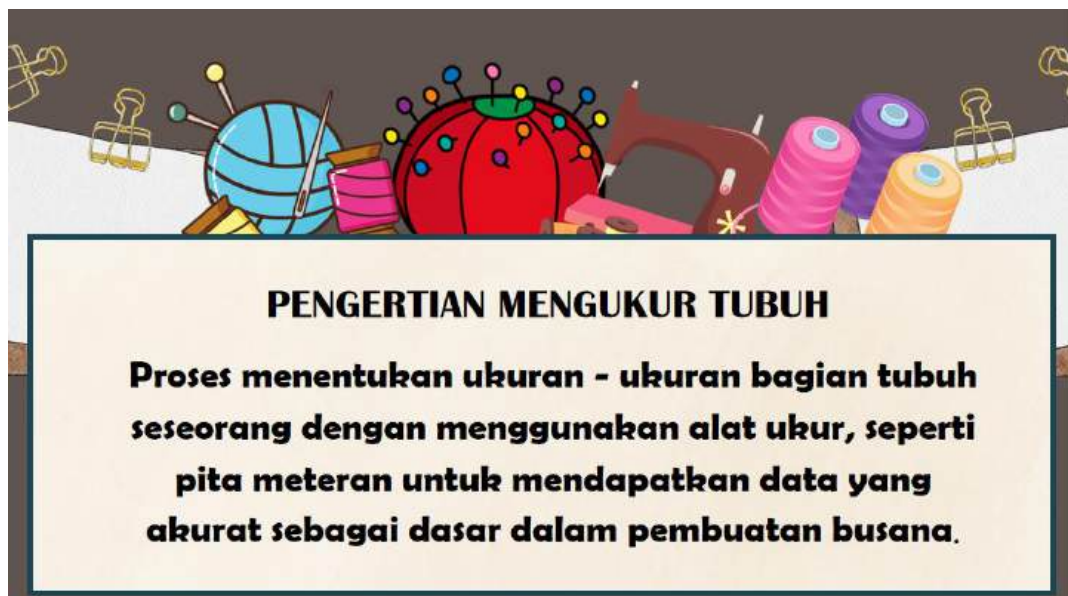 PENGERTIAN MENGUKUR TUBUH
Proses menentukan ukuran - ukuran bagian tubuh
seseorang dengan menggunakan alat ukur, seperti
pita meteran untuk mendapatkan data yang
akurat sebagai dasar dalam pembuatan busana.